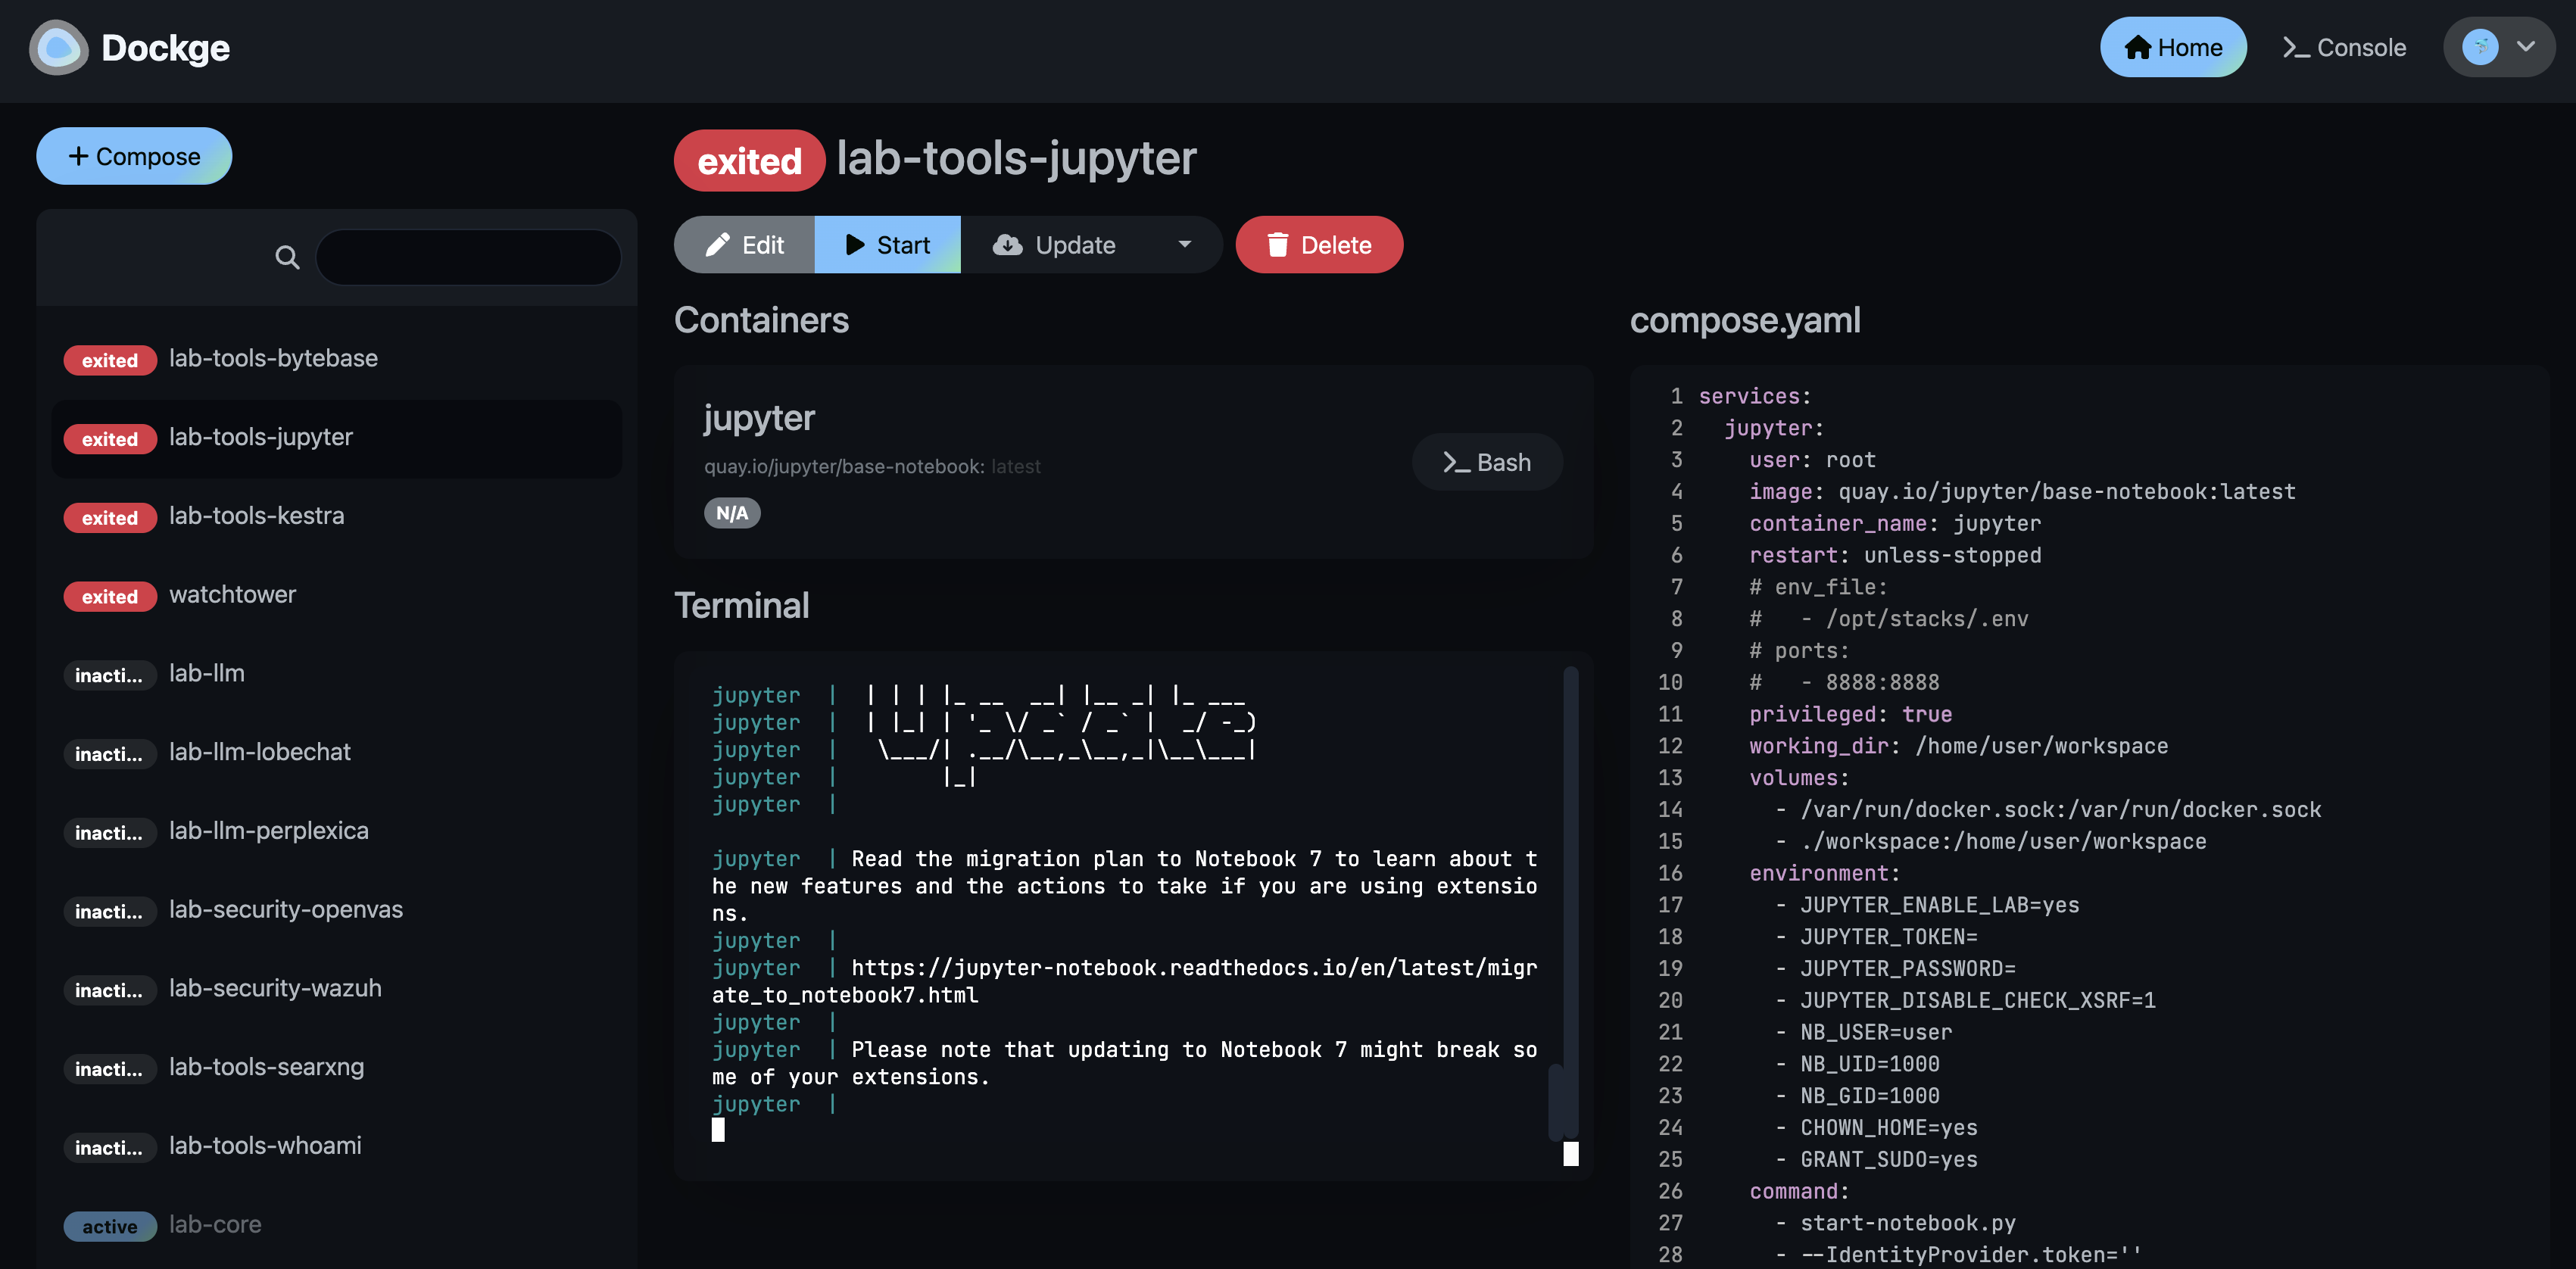 Dockge
Home
Console
Compose
exited lab-tools-bytebase
exited lab-tools-jupyter
exited lab-tools-kestra
exited watchtower
inacti... lab-llm
inacti... lab-llm-lobechat
inacti... lab-llm-perplexica
inacti... lab-security-openvas
inacti... lab-security-wazuh
inacti... lab-tools-searxng
inacti... lab-tools-whoami
active lab-core
exited lab-tools-jupyter
Edit Start Update Delete
Containers
jupyter
quay.io/jupyter/base-notebook: latest
N/A
Bash
Terminal
jupyter  |  | | | |_ __  __| |__ _| |_ ___
jupyter  |  | |_| | '_ \/ _` / _` |  _/ -_)
jupyter  |   \___/| .__/\__,_\__,_|\__\___|
jupyter  |        |_|
jupyter  |
jupyter  | Read the migration plan to Notebook 7 to learn about t
he new features and the actions to take if you are using extensio
ns.
jupyter  |
jupyter  | https://jupyter-notebook.readthedocs.io/en/latest/migr
ate_to_notebook7.html
jupyter  |
jupyter  | Please note that updating to Notebook 7 might break so
me of your extensions.
jupyter  |
compose.yaml
1 services:
2   jupyter:
3     user: root
4     image: quay.io/jupyter/base-notebook:latest
5     container_name: jupyter
6     restart: unless-stopped
7     # env_file:
8     #   - /opt/stacks/.env
9     # ports:
10     #   - 8888:8888
11     privileged: true
12     working_dir: /home/user/workspace
13     volumes:
14       - /var/run/docker.sock:/var/run/docker.sock
15       - ./workspace:/home/user/workspace
16     environment:
17       - JUPYTER_ENABLE_LAB=yes
18       - JUPYTER_TOKEN=
19       - JUPYTER_PASSWORD=
20       - JUPYTER_DISABLE_CHECK_XSRF=1
21       - NB_USER=user
22       - NB_UID=1000
23       - NB_GID=1000
24       - CHOWN_HOME=yes
25       - GRANT_SUDO=yes
26     command:
27       - start-notebook.py
28       - --IdentityProvider.token=''